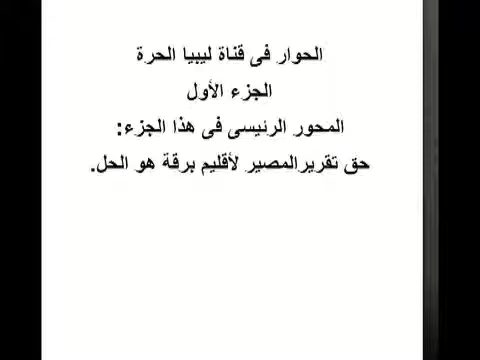 الحوار فى قناة ليبيا الحرة
الجزء الأول
المحور الرئيسى فى هذا الجزء:
حق تقريرالمصير لأقليم برقة هو الحل.